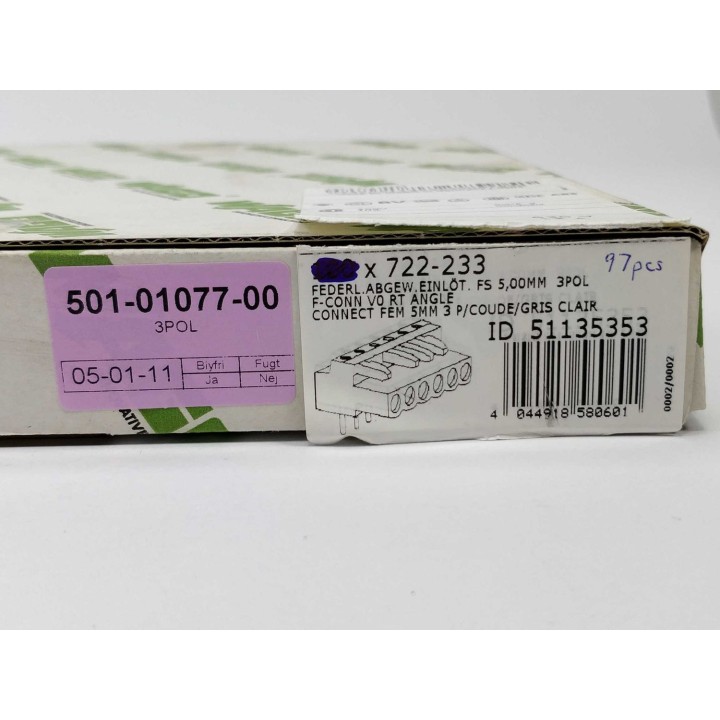 501-01077-00
3POL
05-01-11
Blyfri
Fugt
Ja
Nej
x 722-233
97pcs
FEDERL.ABGEW.EINLÖT. FS 5,00MM 3POL
F-CONN V0 RT ANGLE
CONNECT FEM 5MM 3 P/COUDE/GRIS CLAIR
ID 51135353
4 044918 580601
0002/0002